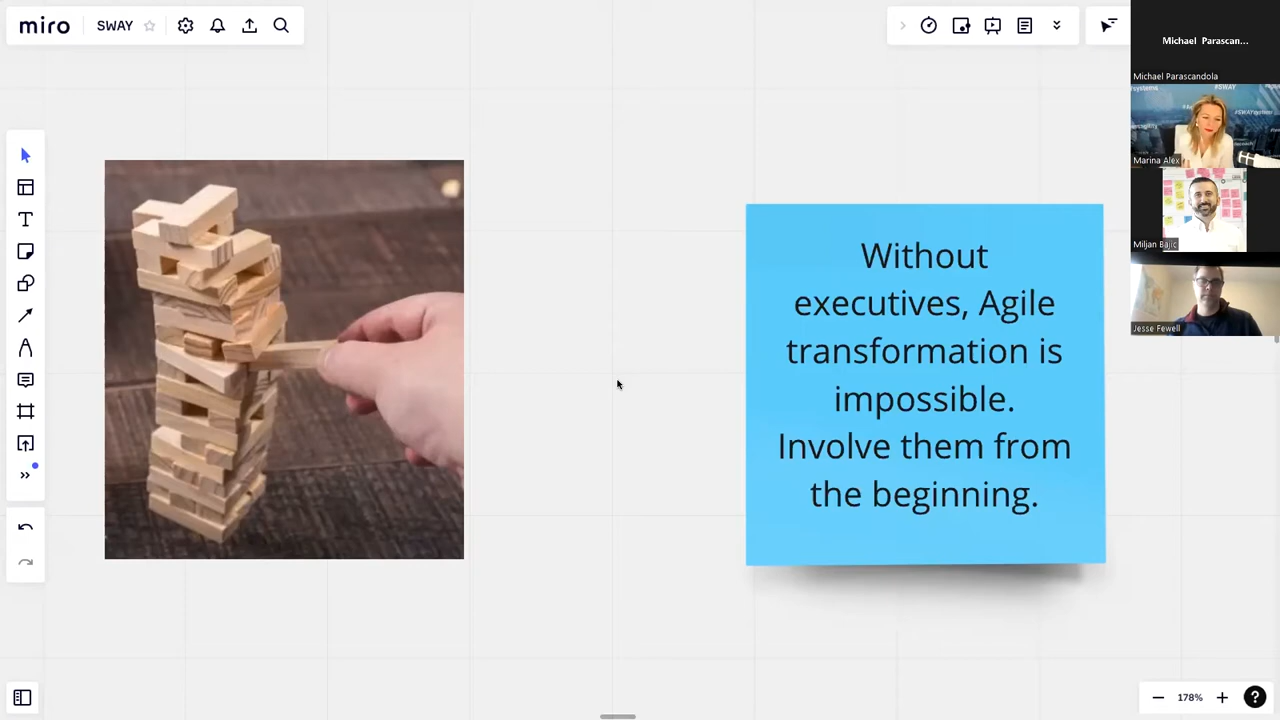 miro
SWAY
Without
executives, Agile
transformation is
impossible.
Involve them from
the beginning.
Michael Parascan...
Michael Parascandola
#SWAY
Marina Alex
Miljan Bajic
Jesse Fewell
178%